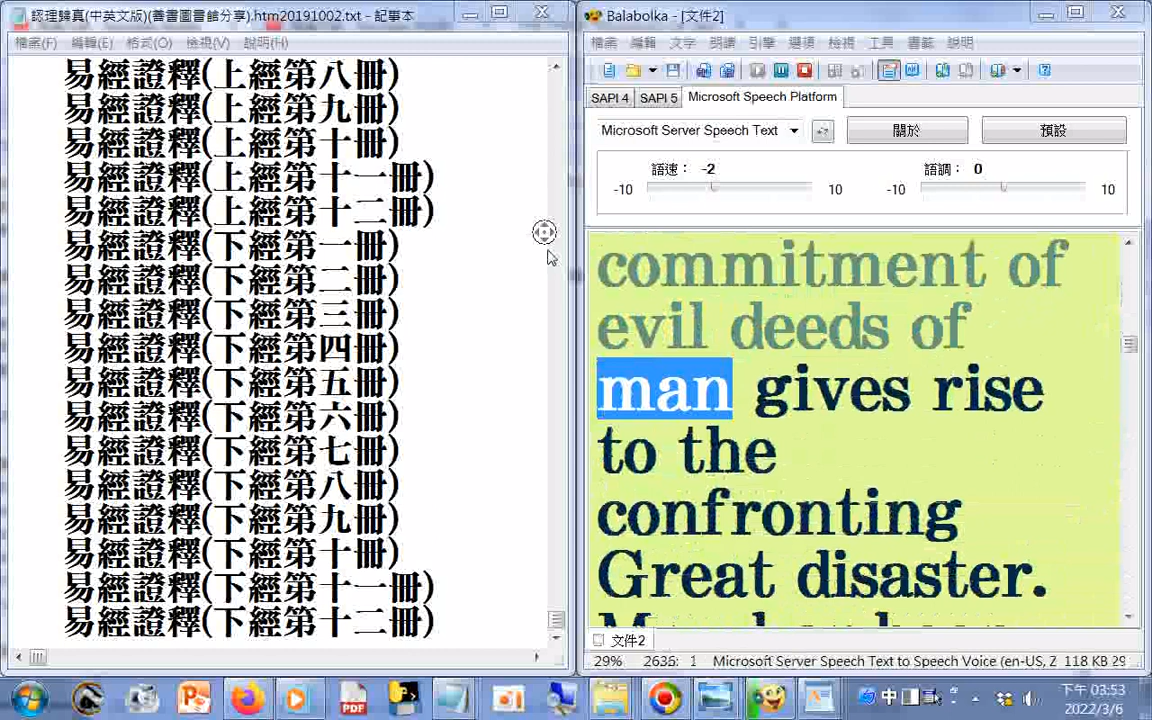 認理歸真(中英文版)(善書圖書館分享).htm20191002.txt - 記事本
檔案(F) 編輯(E) 格式(O) 檢視(V) 說明(H)
易經證釋(上經第八冊)
易經證釋(上經第九冊)
易經證釋(上經第十冊)
易經證釋(上經第十一冊)
易經證釋(上經第十二冊)
易經證釋(下經第一冊)
易經證釋(下經第二冊)
易經證釋(下經第三冊)
易經證釋(下經第四冊)
易經證釋(下經第五冊)
易經證釋(下經第六冊)
易經證釋(下經第七冊)
易經證釋(下經第八冊)
易經證釋(下經第九冊)
易經證釋(下經第十冊)
易經證釋(下經第十一冊)
易經證釋(下經第十二冊)
Balabolka - [文件2]
檔案 編輯 文字 朗讀 引擎 選項 檢視 工具 書籤 說明
SAPI 4 SAPI 5 Microsoft Speech Platform
Microsoft Server Speech Text 關於 預設
語速： -2 語調： 0
-10 10 -10 10
commitment of
evil deeds of
man gives rise
to the
confronting
Great disaster.
文件2
29% 2635: 1 Microsoft Server Speech Text to Speech Voice (en-US, Z 118 KB 29
PDF 中 下午 03:53
2022/3/6